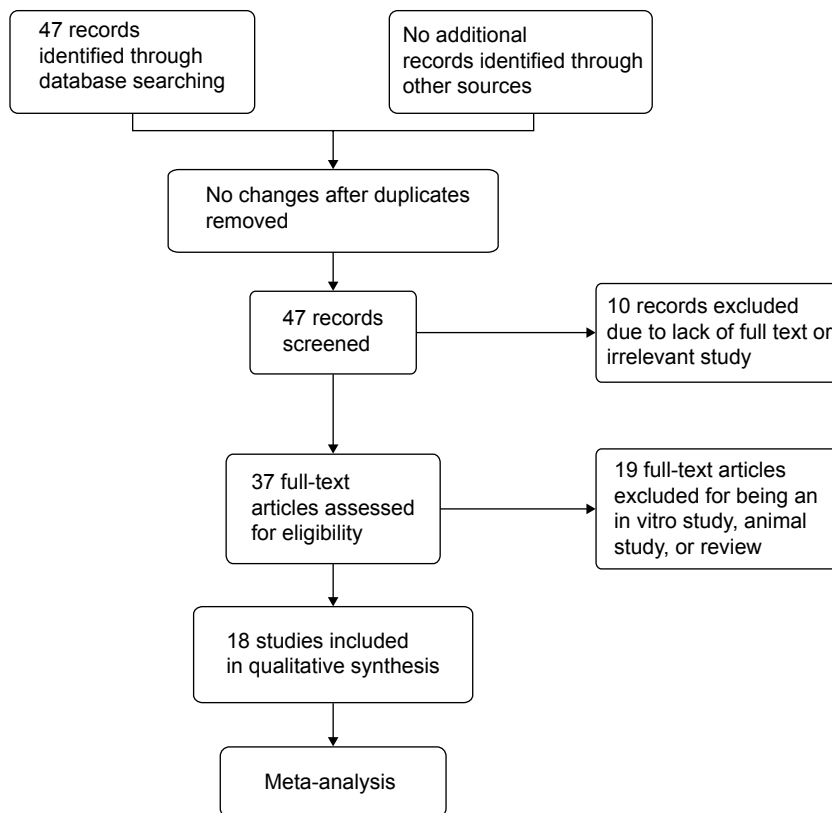 47 records
identified through
database searching
No additional
records identified through
other sources
No changes after duplicates
removed
47 records
screened
10 records excluded
due to lack of full text or
irrelevant study
37 full-text
articles assessed
for eligibility
19 full-text articles
excluded for being an
in vitro study, animal
study, or review
18 studies included
in qualitative synthesis
Meta-analysis